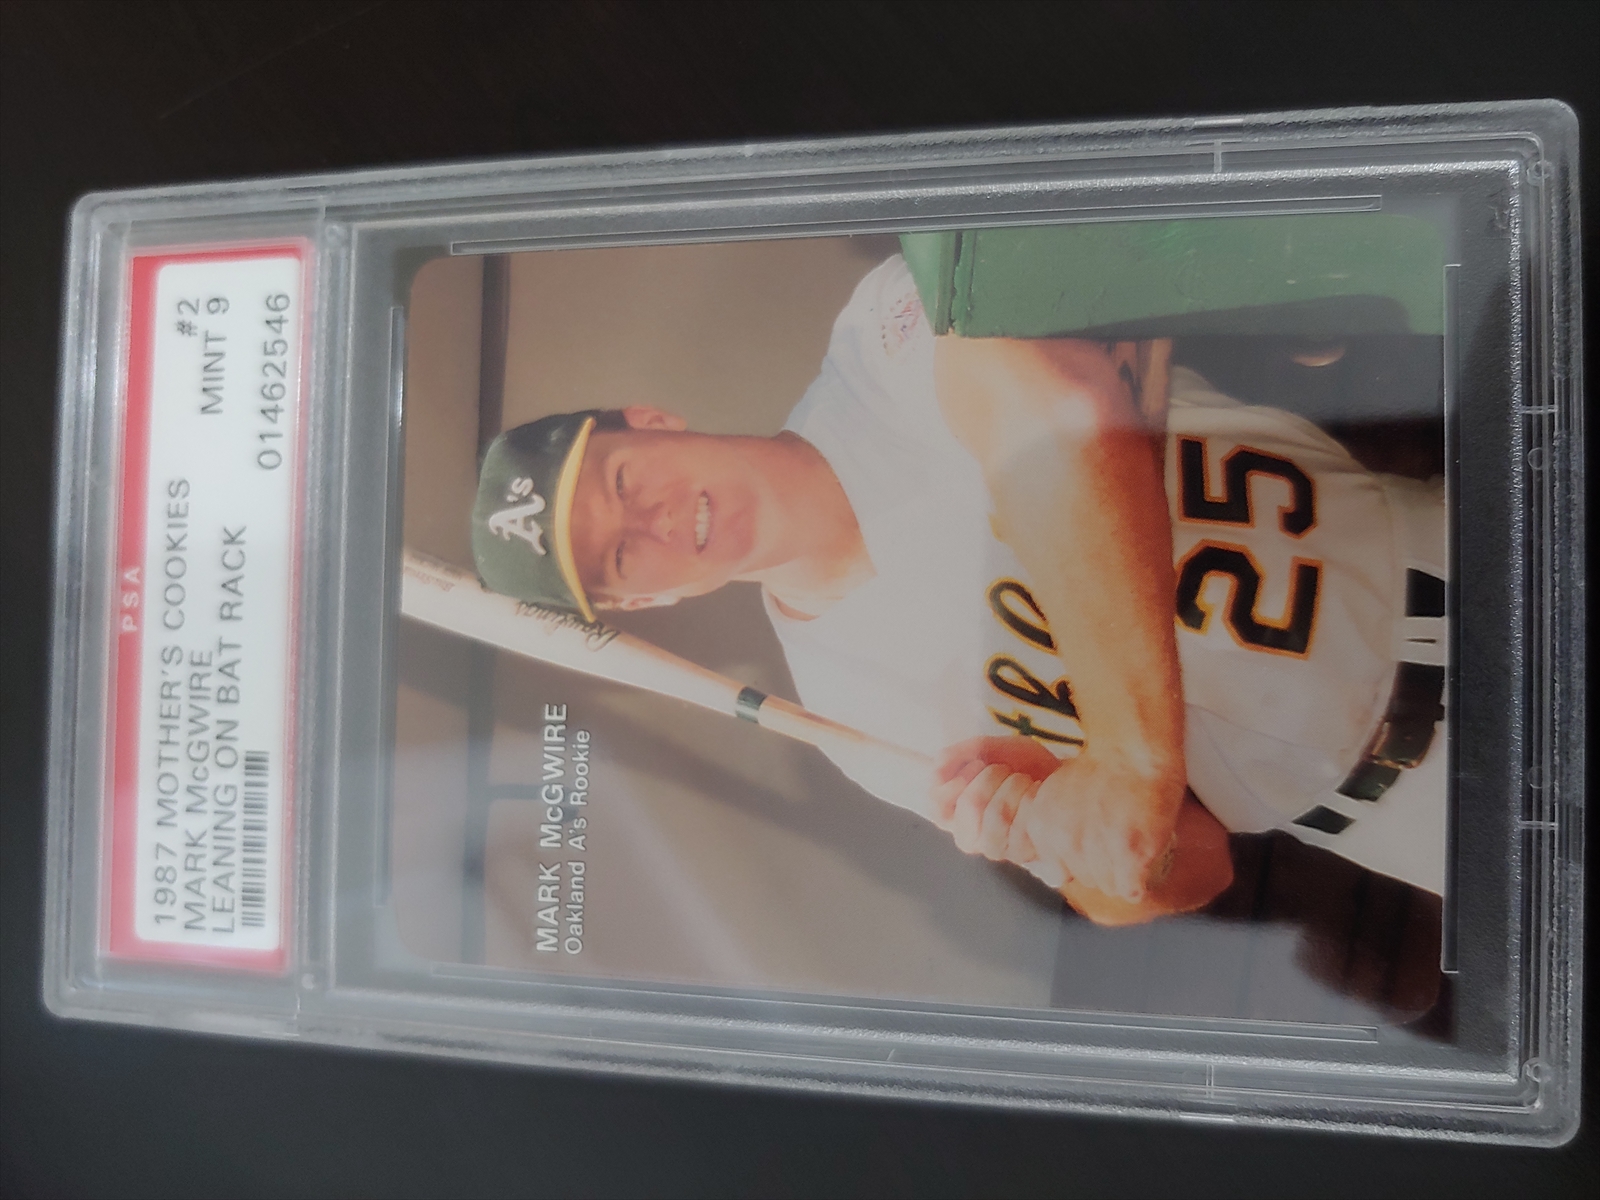 PSA
1987 MOTHER'S COOKIES #2
MARK McGWIRE MINT 9
LEANING ON BAT RACK
01462546
MARK McGWIRE
Oakland A's Rookie
A's
Rawlings
25